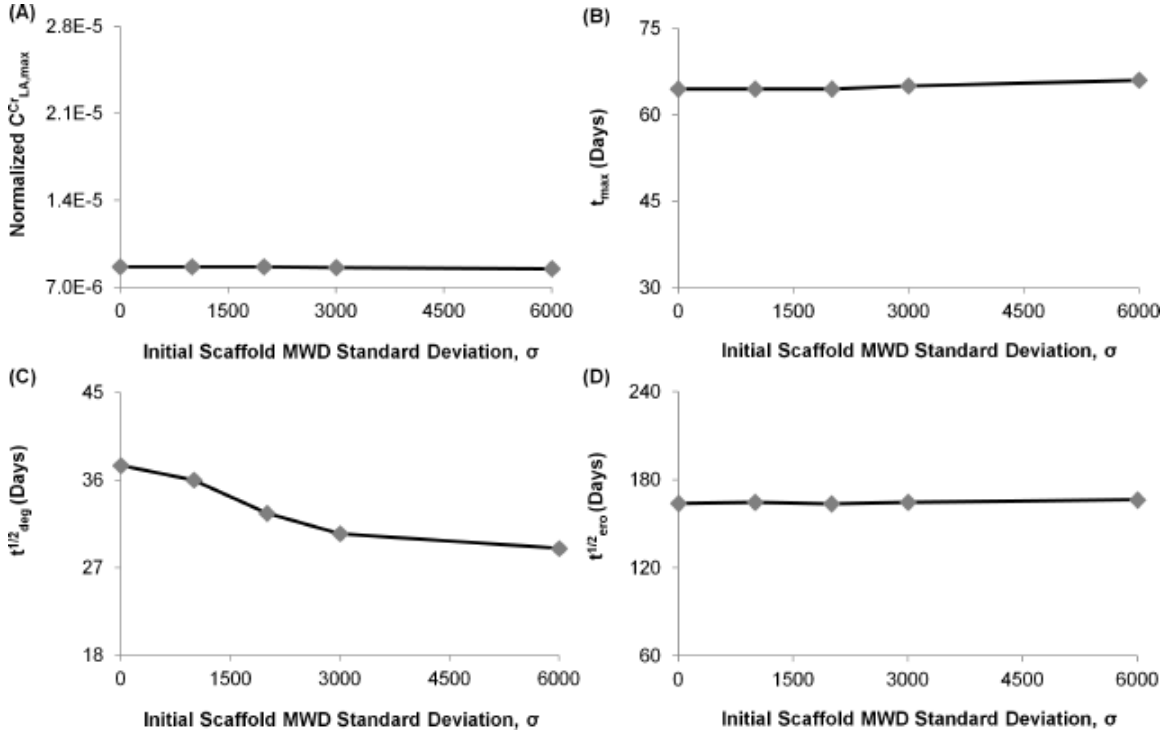 (A)
Normalized C^Cr_LA,max
2.8E-5
2.1E-5
1.4E-5
7.0E-6
0 1500 3000 4500 6000
Initial Scaffold MWD Standard Deviation, σ
(B)
t_max (Days)
75
60
45
30
0 1500 3000 4500 6000
Initial Scaffold MWD Standard Deviation, σ
(C)
t^1/2_deg (Days)
45
36
27
18
0 1500 3000 4500 6000
Initial Scaffold MWD Standard Deviation, σ
(D)
t^1/2_ero (Days)
240
180
120
60
0 1500 3000 4500 6000
Initial Scaffold MWD Standard Deviation, σ